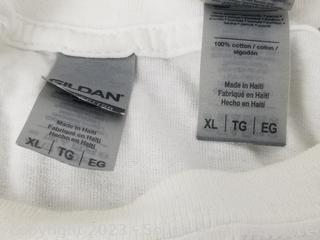 GILDAN
Made in Haiti
Fabriqué en Haïti
Hecho en Haití
XL TG EG
100% cotton / coton /
algodón
Made in Haiti
Fabriqué en Haïti
Hecho en Haití
XL TG EG